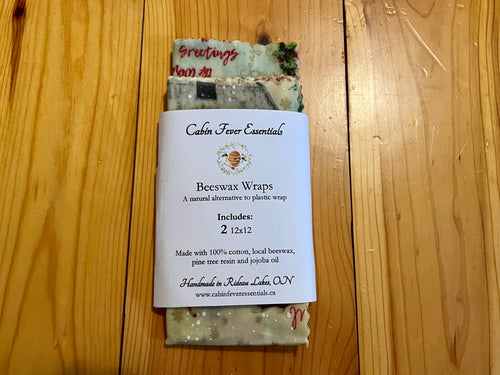 Greetings
Cabin Fever Essentials
Beeswax Wraps
A natural alternative to plastic wrap
Includes:
2 12x12
Made with 100% cotton, local beeswax,
pine tree resin and jojoba oil
Handmade in Rideau Lakes, ON
www.cabinfeveressentials.ca